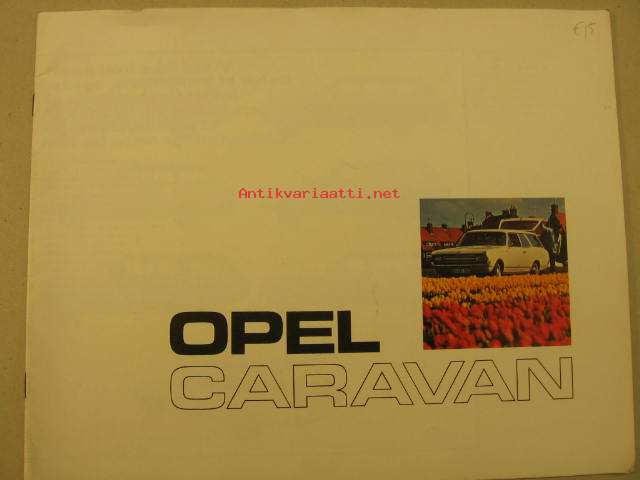 €15
Antikvariaatti.net
OPEL
CARAVAN